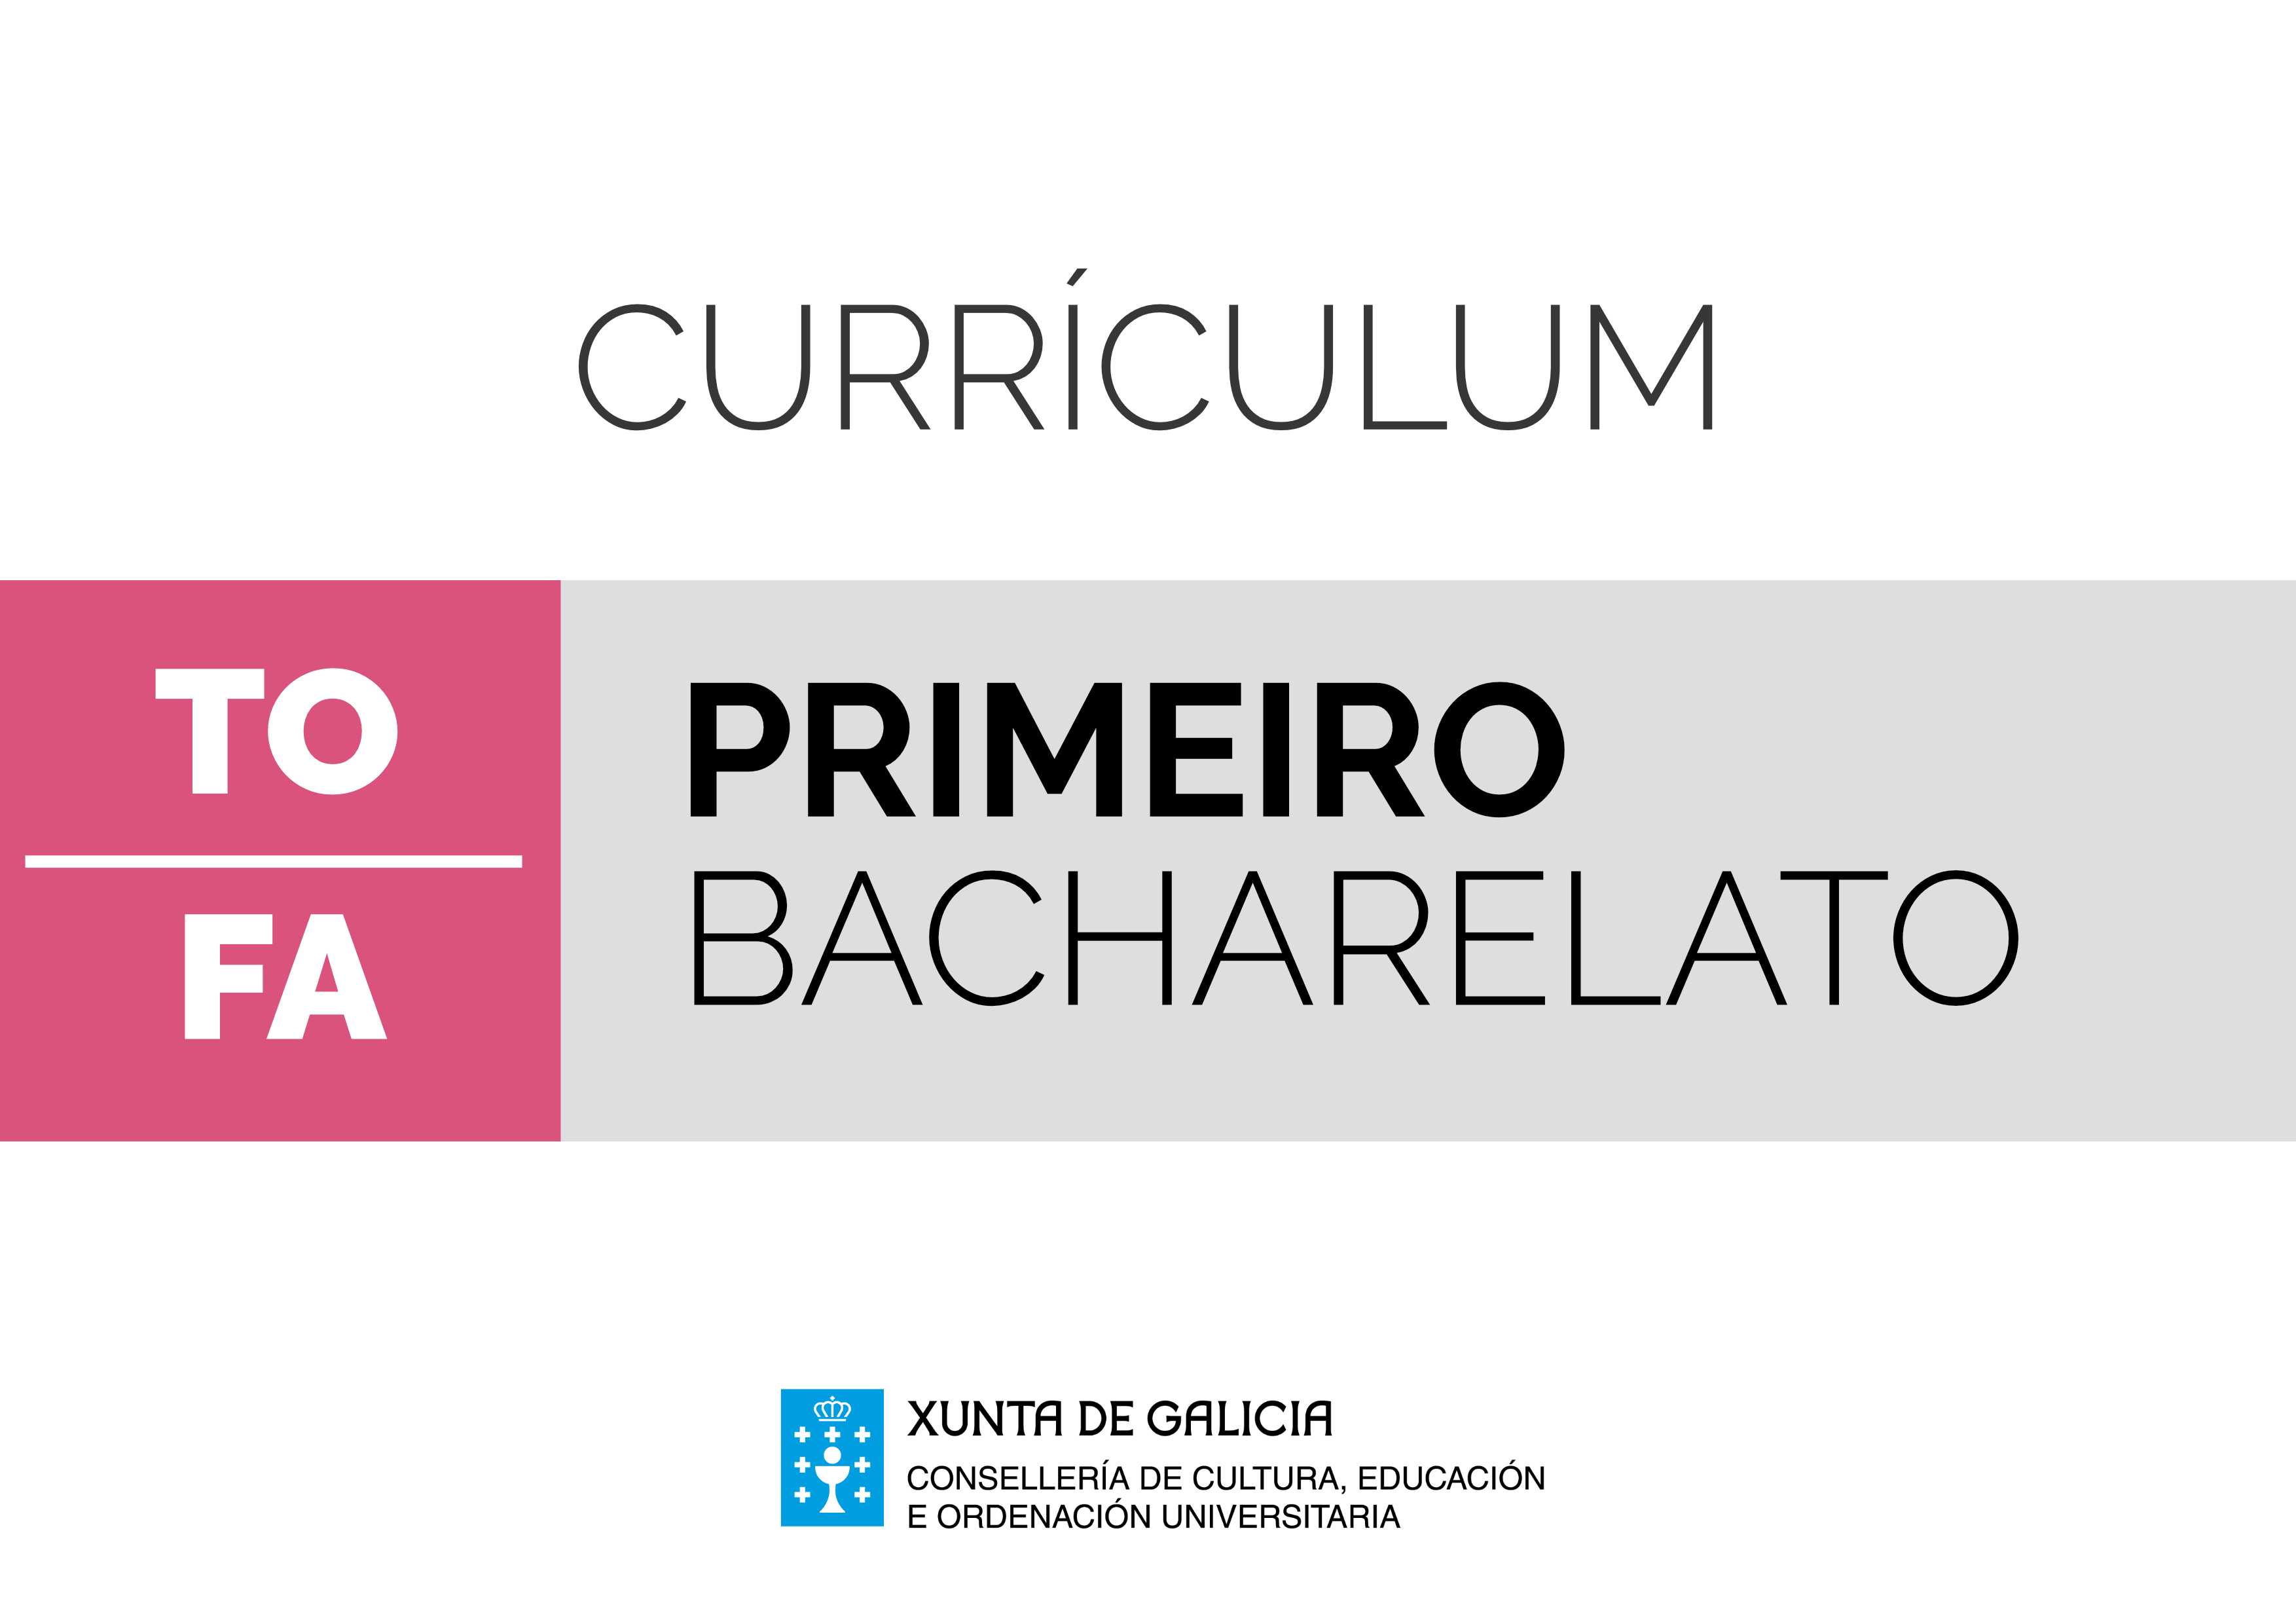 CURRÍCULUM
TO
FA
PRIMEIRO
BACHARELATO
XUNTA DE GALICIA
CONSELLERÍA DE CULTURA, EDUCACIÓN
E ORDENACIÓN UNIVERSITARIA